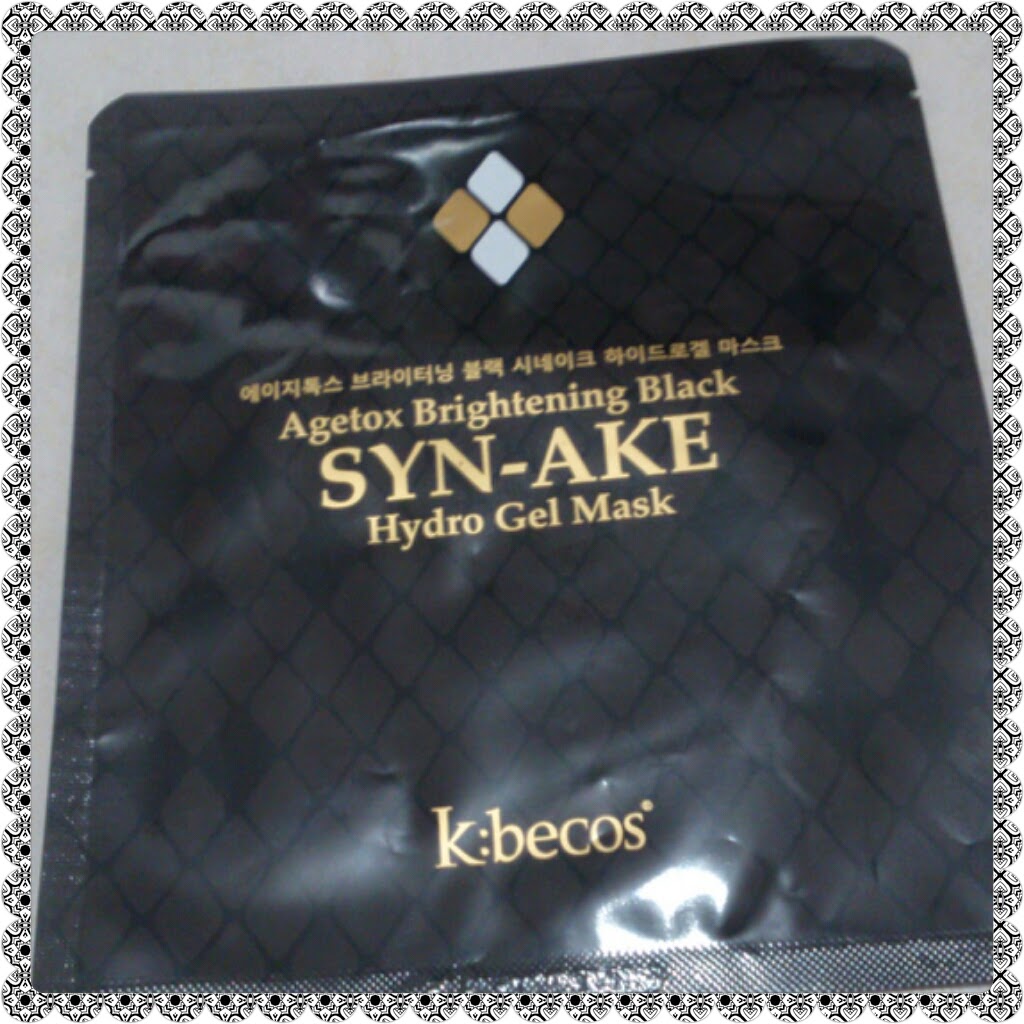 에이지톡스 브라이터닝 블랙 시네이크 하이드로겔 마스크
Agetox Brightening Black
SYN-AKE
Hydro Gel Mask
k:becos®